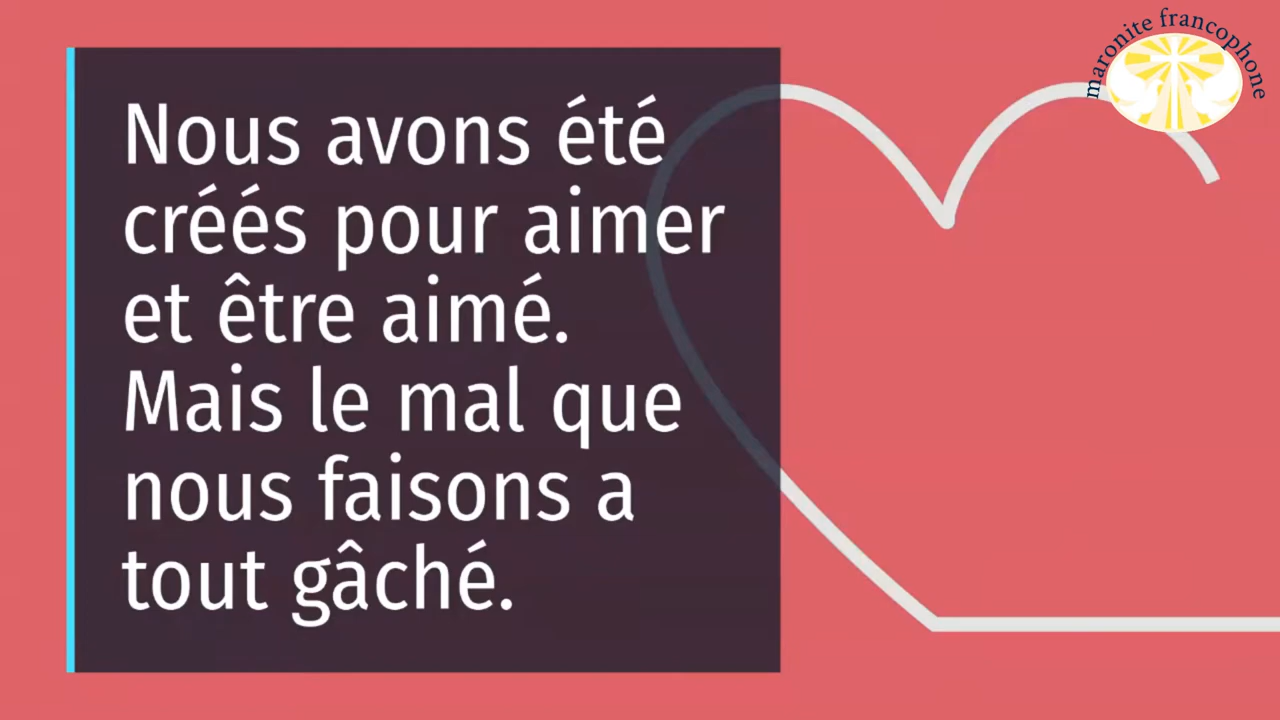 maronite francophone
Nous avons été
créés pour aimer
et être aimé.
Mais le mal que
nous faisons a
tout gâché.